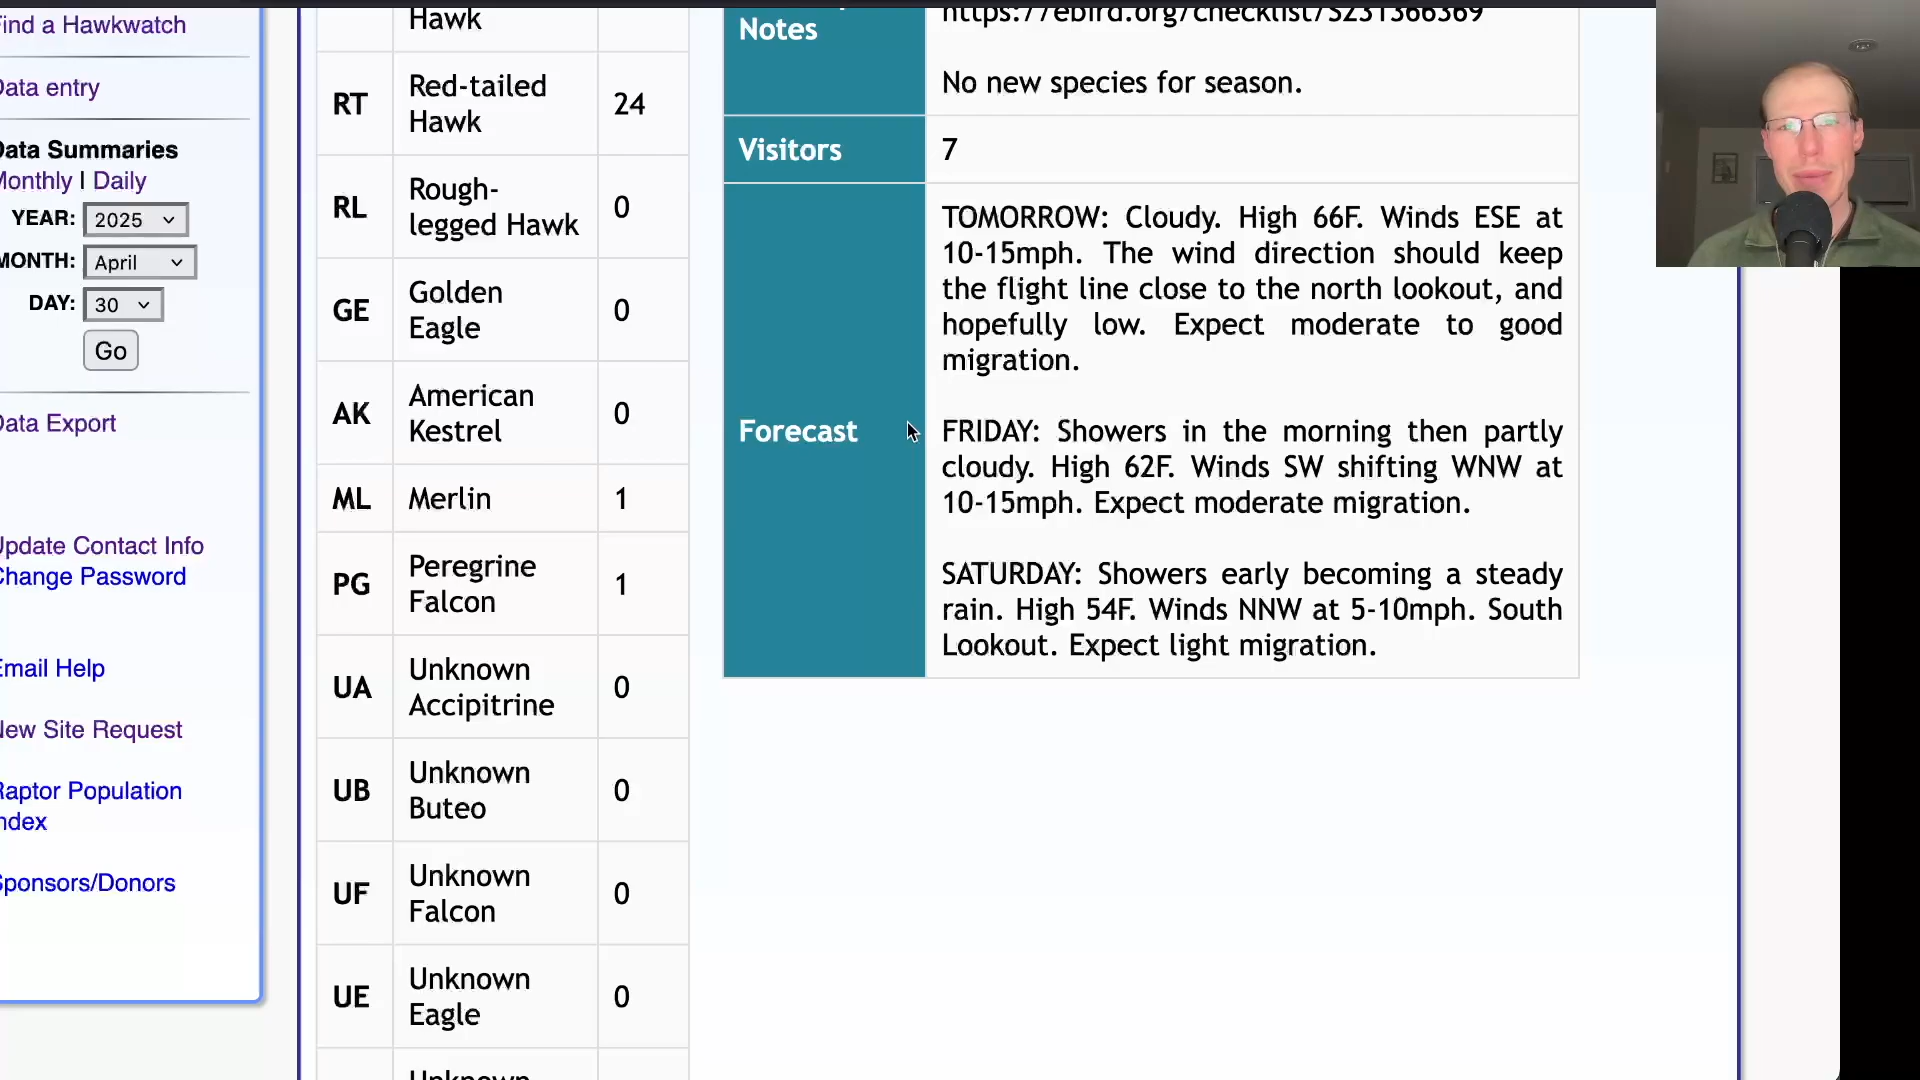 Find a Hawkwatch
Data entry
Data Summaries
Monthly | Daily
YEAR: 2025
MONTH: April
DAY: 30
Go
Data Export
Update Contact Info
Change Password
Email Help
New Site Request
Raptor Population
Index
Sponsors/Donors
Hawk
RT Red-tailed Hawk 24
RL Rough-legged Hawk 0
GE Golden Eagle 0
AK American Kestrel 0
ML Merlin 1
PG Peregrine Falcon 1
UA Unknown Accipitrine 0
UB Unknown Buteo 0
UF Unknown Falcon 0
UE Unknown Eagle 0
Unknown
Notes
https://ebird.org/checklist/S231366369
No new species for season.
Visitors 7
Forecast
TOMORROW: Cloudy. High 66F. Winds ESE at
10-15mph. The wind direction should keep
the flight line close to the north lookout, and
hopefully low. Expect moderate to good
migration.
FRIDAY: Showers in the morning then partly
cloudy. High 62F. Winds SW shifting WNW at
10-15mph. Expect moderate migration.
SATURDAY: Showers early becoming a steady
rain. High 54F. Winds NNW at 5-10mph. South
Lookout. Expect light migration.